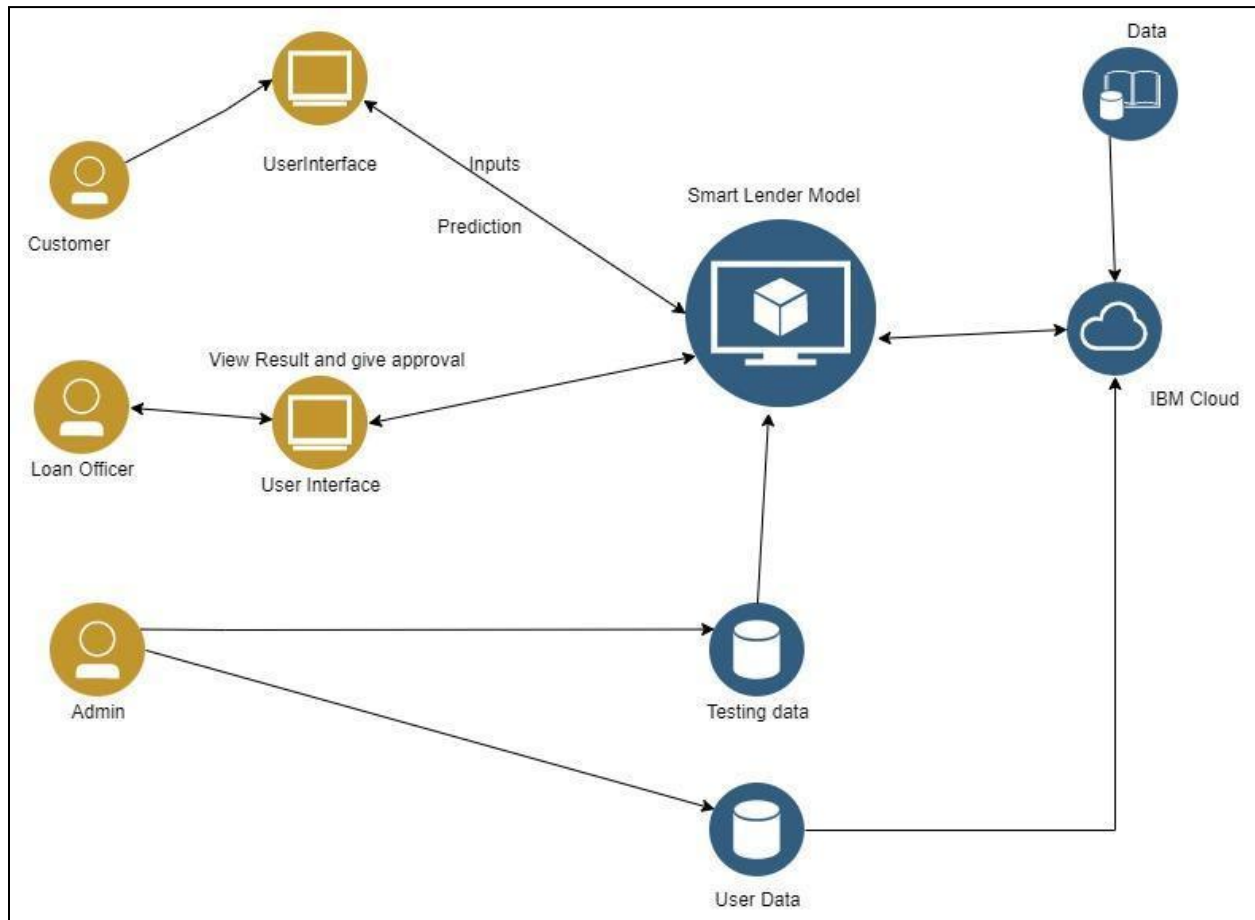 Data
UserInterface
Inputs
Smart Lender Model
Prediction
Customer
View Result and give approval
IBM Cloud
Loan Officer
User Interface
Admin
Testing data
User Data